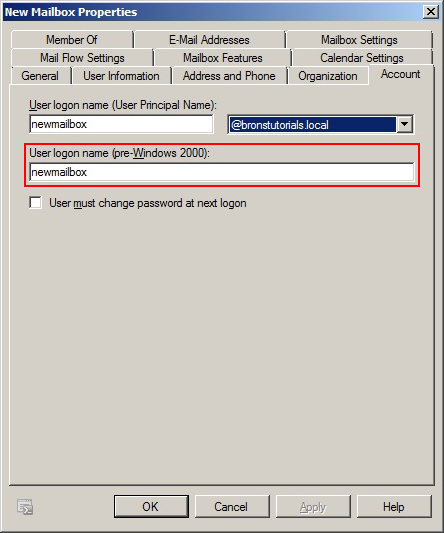 New Mailbox Properties
Member Of E-Mail Addresses Mailbox Settings
Mail Flow Settings Mailbox Features Calendar Settings
General User Information Address and Phone Organization Account
User logon name (User Principal Name):
newmailbox @bronstutorials.local
User logon name (pre-Windows 2000):
newmailbox
User must change password at next logon
OK Cancel Apply Help